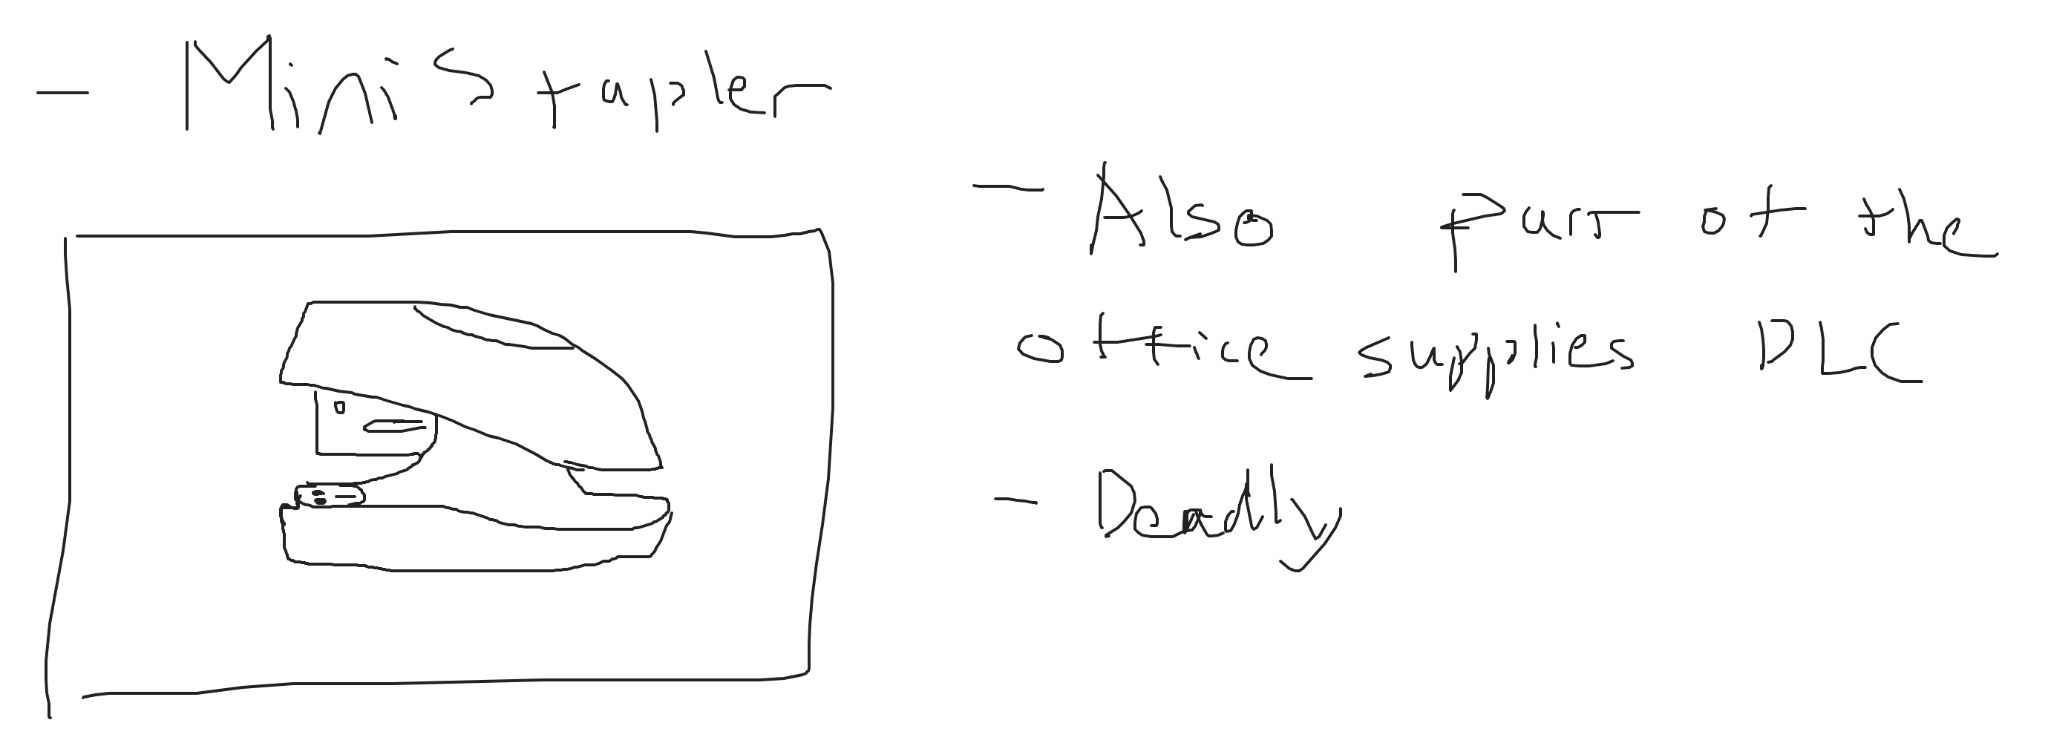 - Mini Stapler
- Also part of the
office supplies DLC
- Deadly